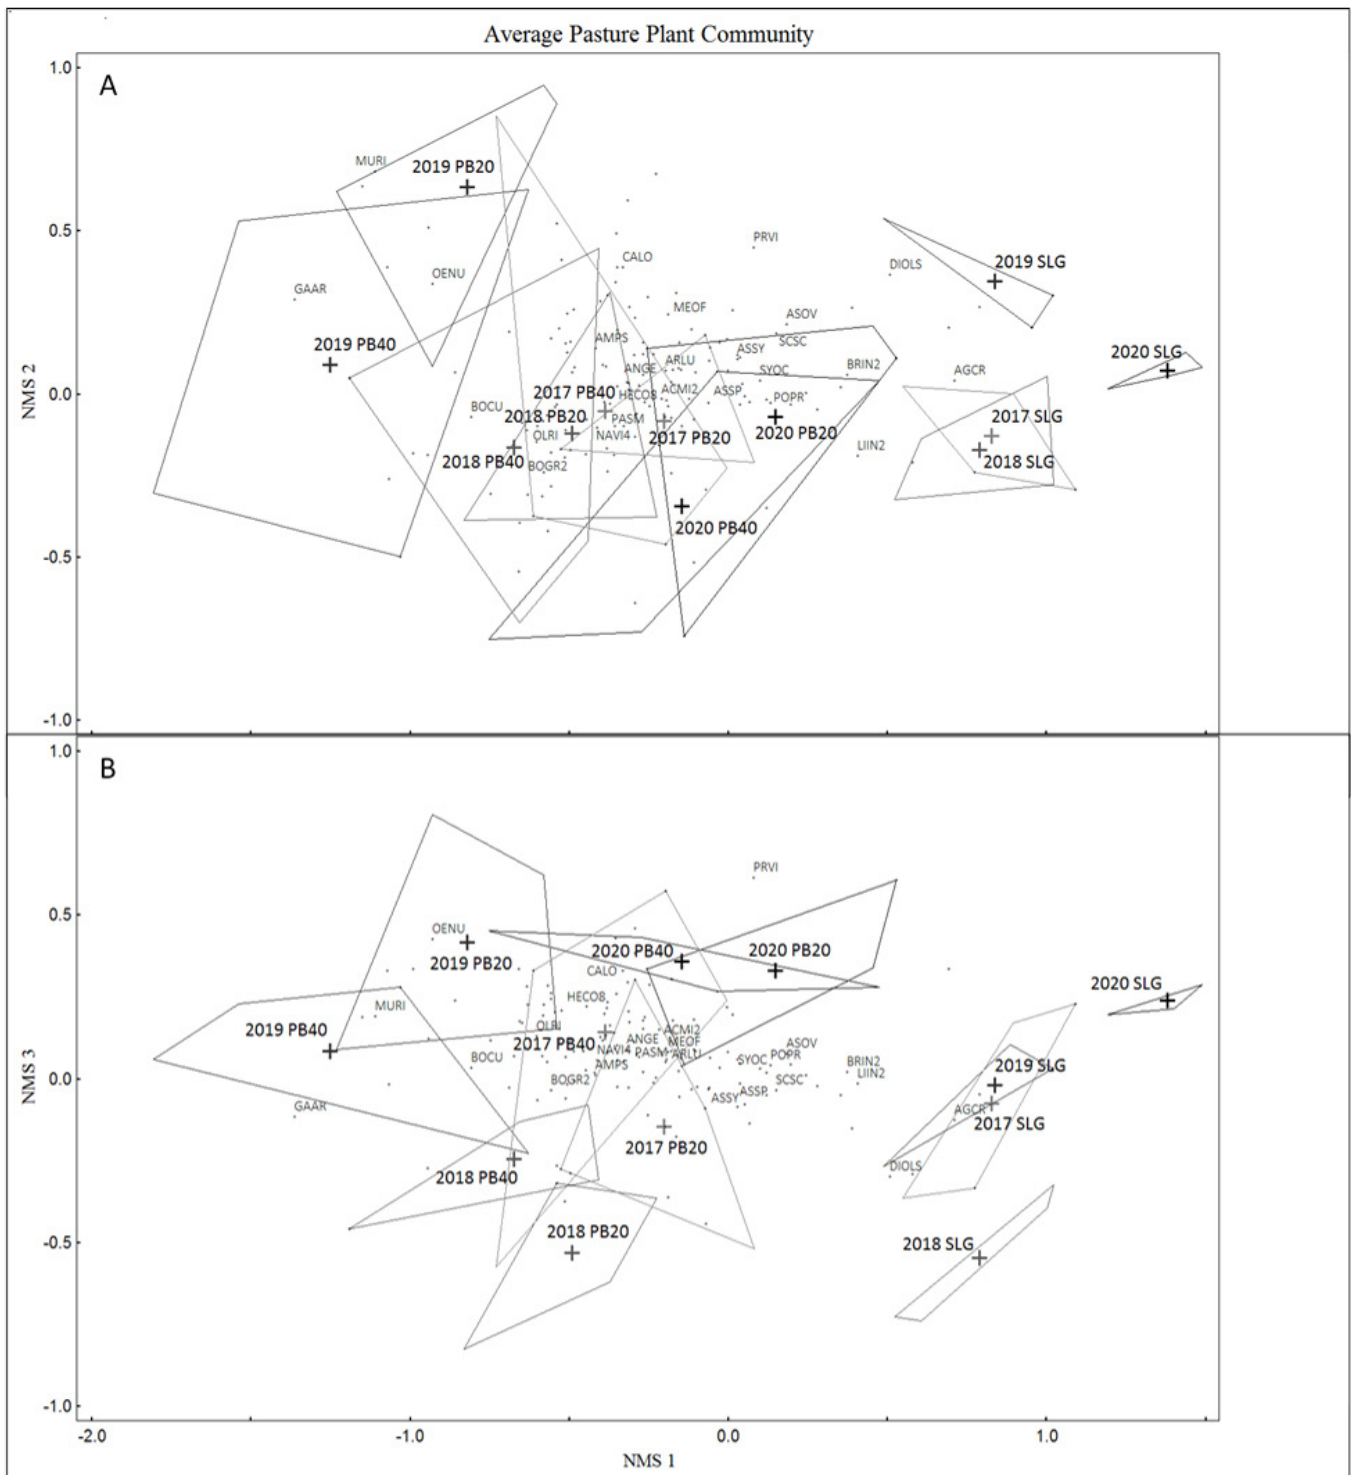 Average Pasture Plant Community
A
1.0
0.5
0.0
-0.5
-1.0
NMS 2
MURI
2019 PB20
OENU
GAAR
2019 PB40
CALO
PRVI
DIOLS
2019 SLG
MEOF
ASOV
AMPS
ASSY
SCSC
2020 SLG
ARLU
ANGE
SYOC
BRIN2
AGCR
2017 PB40
HECO8
ACMI2
ASSP
POPR
BOCU
2018 PB20
PASM
2017 SLG
OLRI
NAVI4
2017 PB20
2020 PB20
LIIN2
2018 PB40
BOGR2
2018 SLG
2020 PB40
B
1.0
0.5
0.0
-0.5
-1.0
NMS 3
PRVI
OENU
2019 PB20
2020 PB40
2020 PB20
CALO
2020 SLG
HECO8
MURI
2019 PB40
OLRI
2017 PB40
ACMI2
ANGE
MEOF
NAVI4
PASM
ARLU
ASOV
BOCU
AMPS
SYOC
POPR
BRIN2
2019 SLG
BOGR2
SCSC
LIIN2
ASSY
ASSP
GAAR
AGCR
2017 SLG
2017 PB20
2018 PB40
DIOLS
2018 PB20
2018 SLG
-2.0
-1.0
0.0
1.0
NMS 1